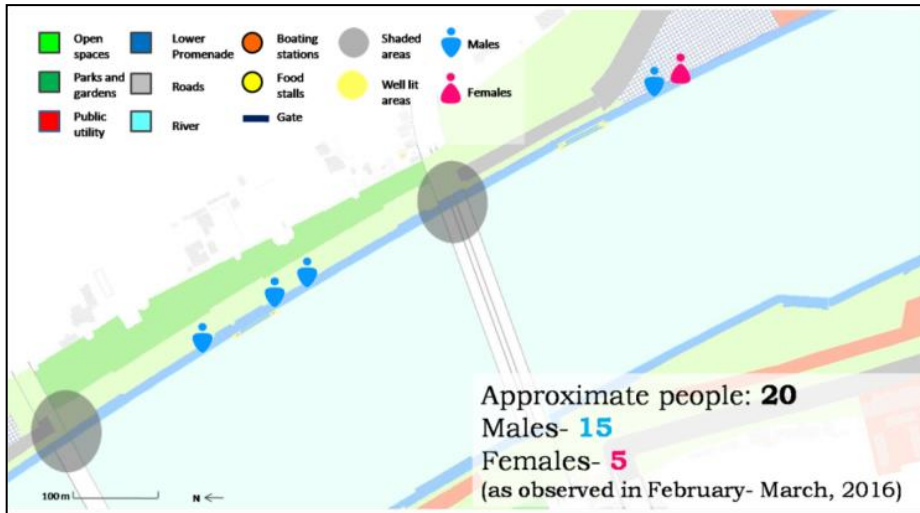 Open spaces
Lower Promenade
Boating stations
Shaded areas
Males
Parks and gardens
Roads
Food stalls
Well lit areas
Females
Public utility
River
Gate
Approximate people: 20
Males- 15
Females- 5
(as observed in February- March, 2016)
100 m
N